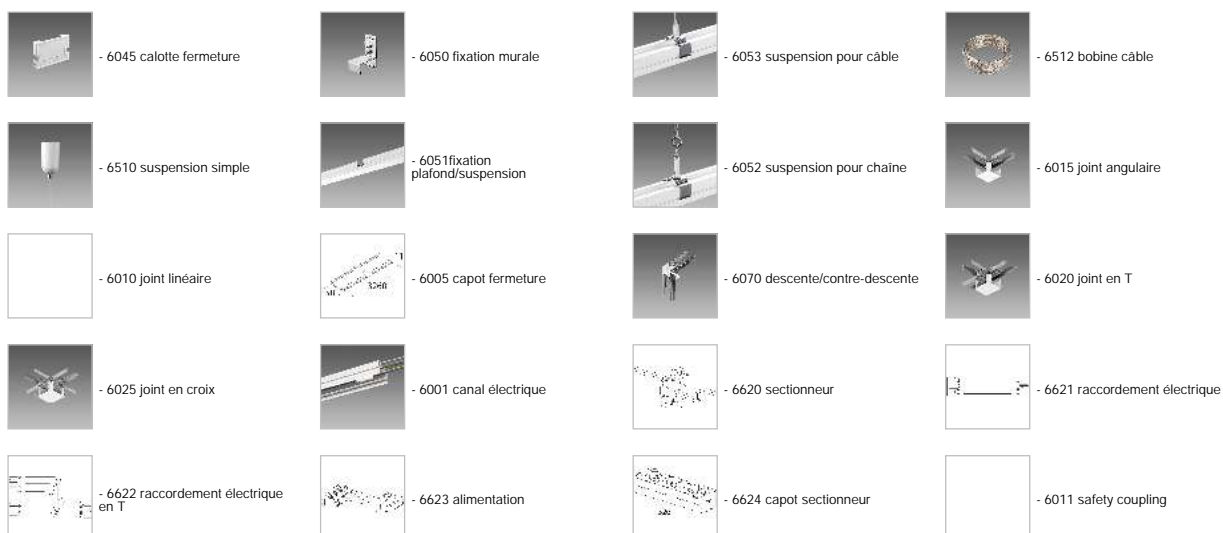 - 6045 calotte fermeture
- 6050 fixation murale
- 6053 suspension pour câble
- 6512 bobine câble
- 6510 suspension simple
- 6051fixation
plafond/suspension
- 6052 suspension pour chaîne
- 6015 joint angulaire
- 6010 joint linéaire
3260
- 6005 capot fermeture
- 6070 descente/contre-descente
- 6020 joint en T
- 6025 joint en croix
- 6001 canal électrique
- 6620 sectionneur
- 6621 raccordement électrique
- 6622 raccordement électrique
en T
- 6623 alimentation
- 6624 capot sectionneur
- 6011 safety coupling